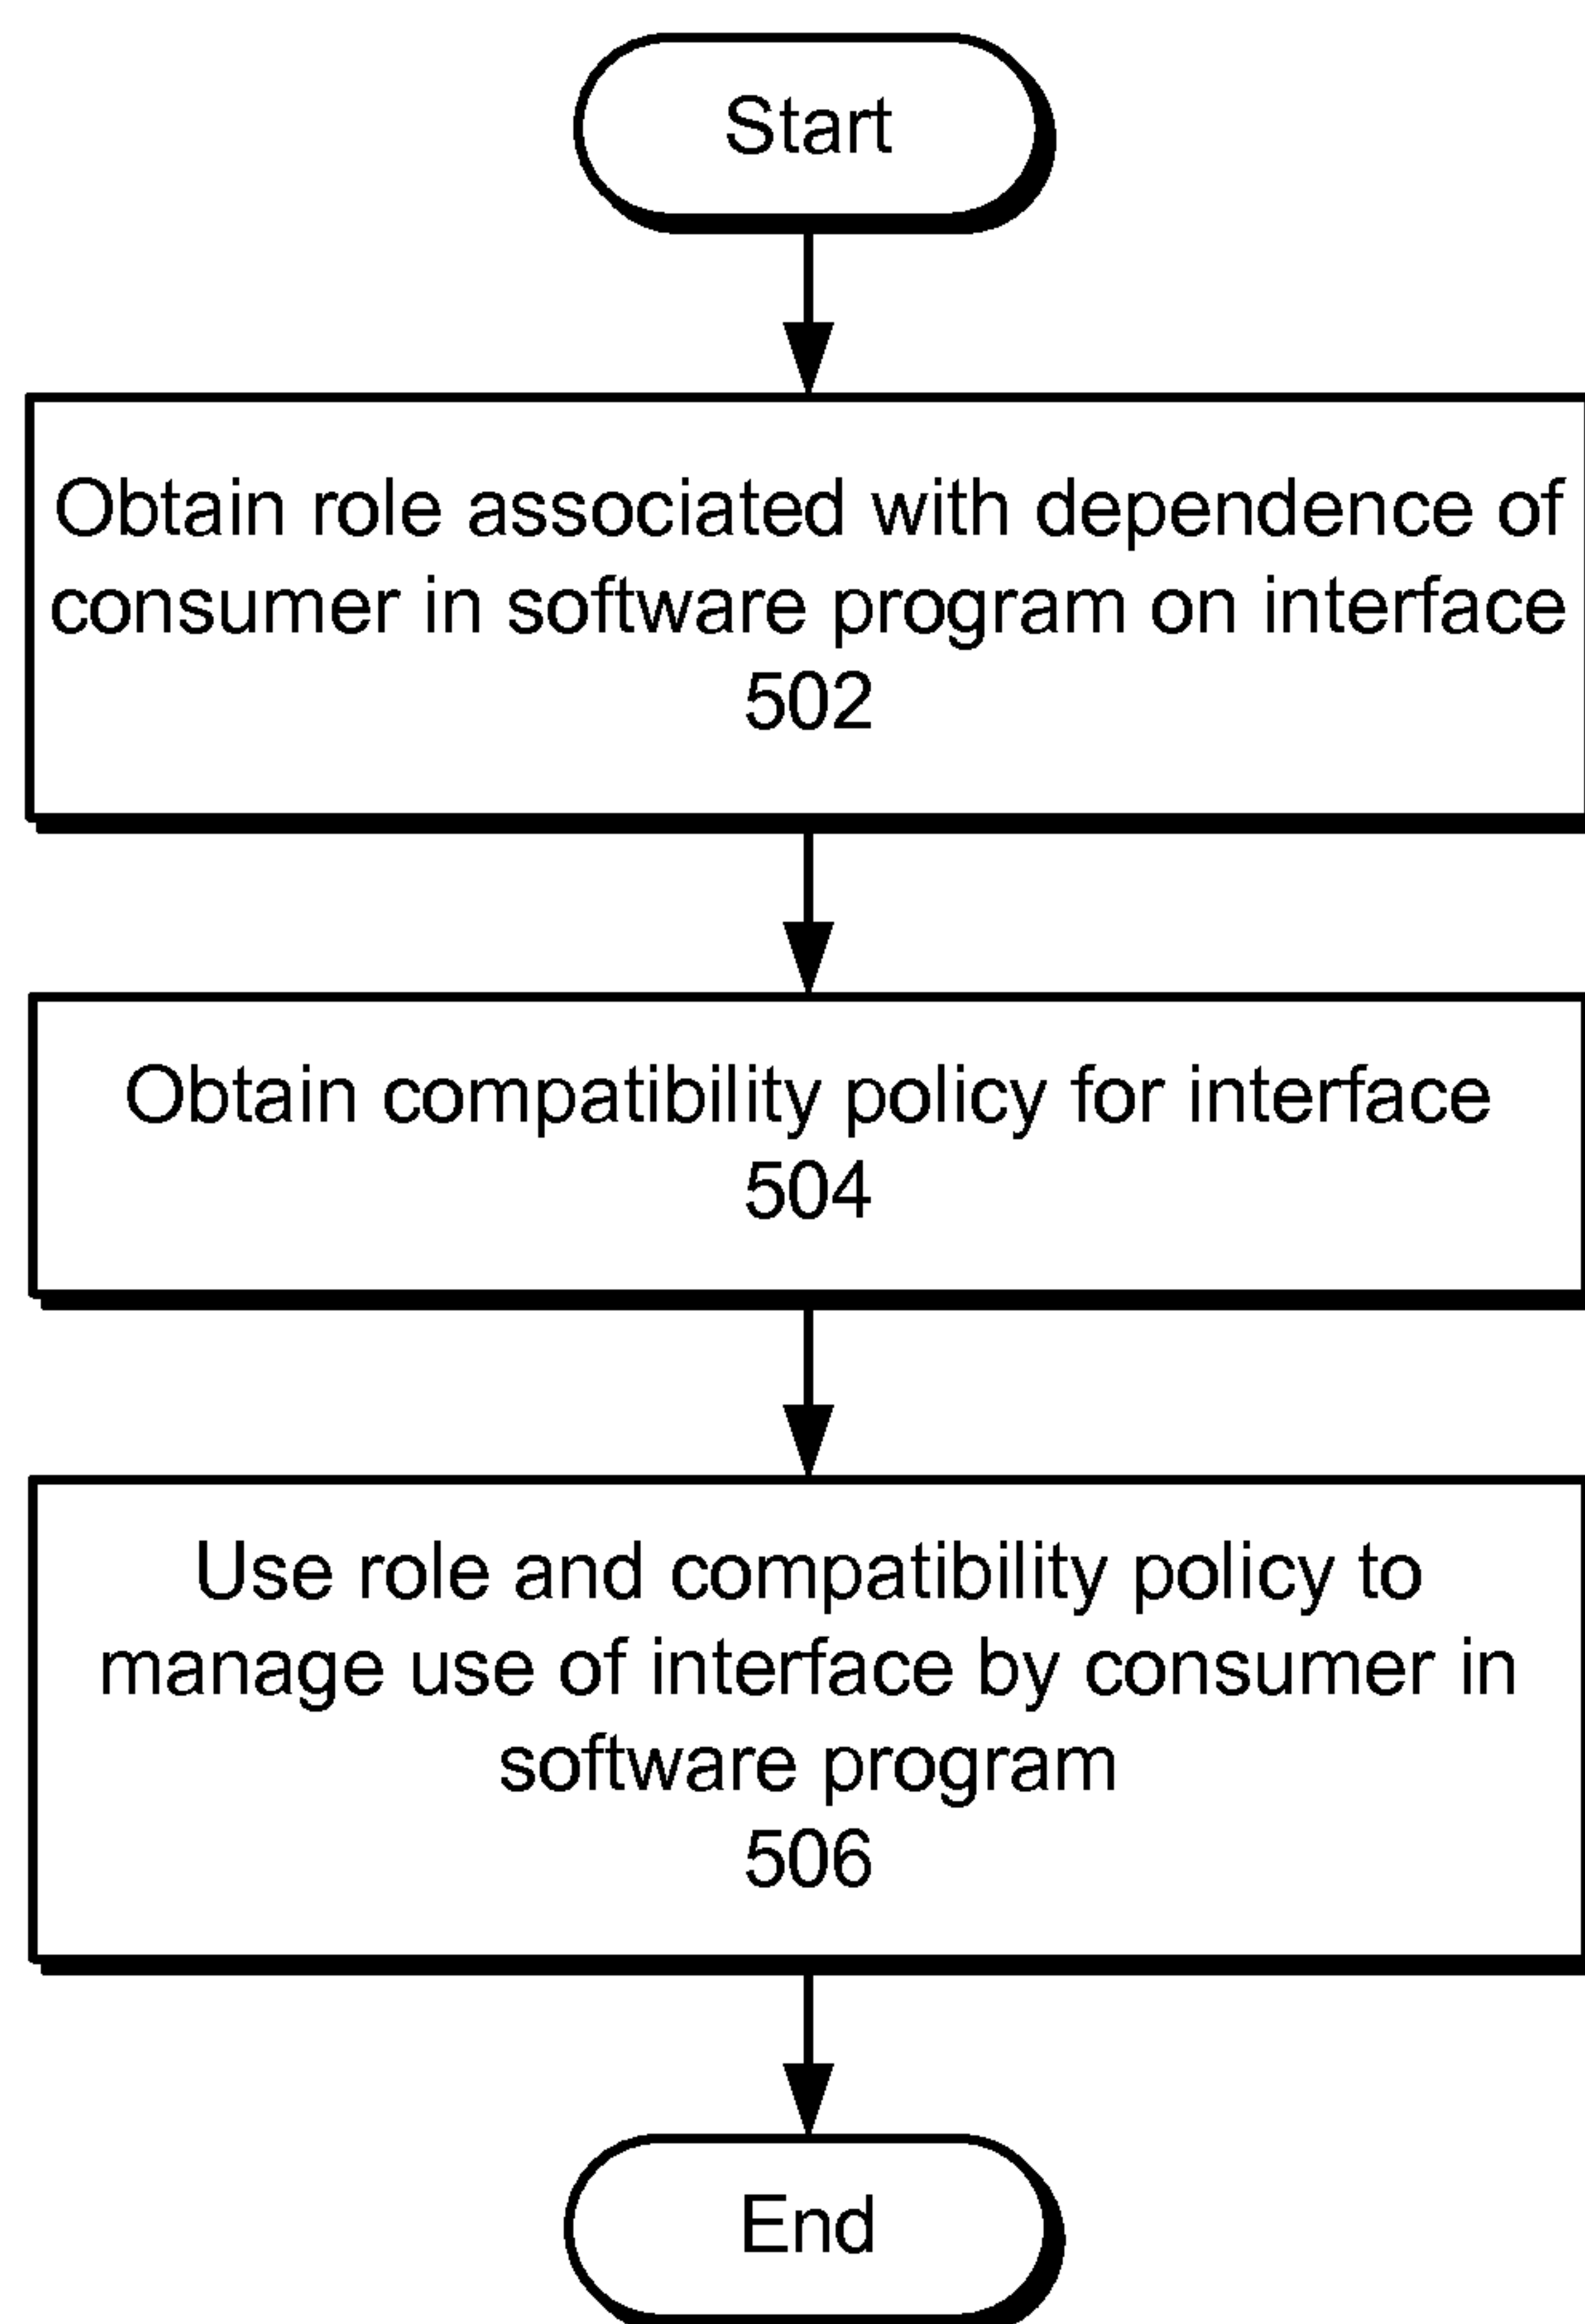 Start
Obtain role associated with dependence of
consumer in software program on interface
502
Obtain compatibility policy for interface
504
Use role and compatibility policy to
manage use of interface by consumer in
software program
506
End